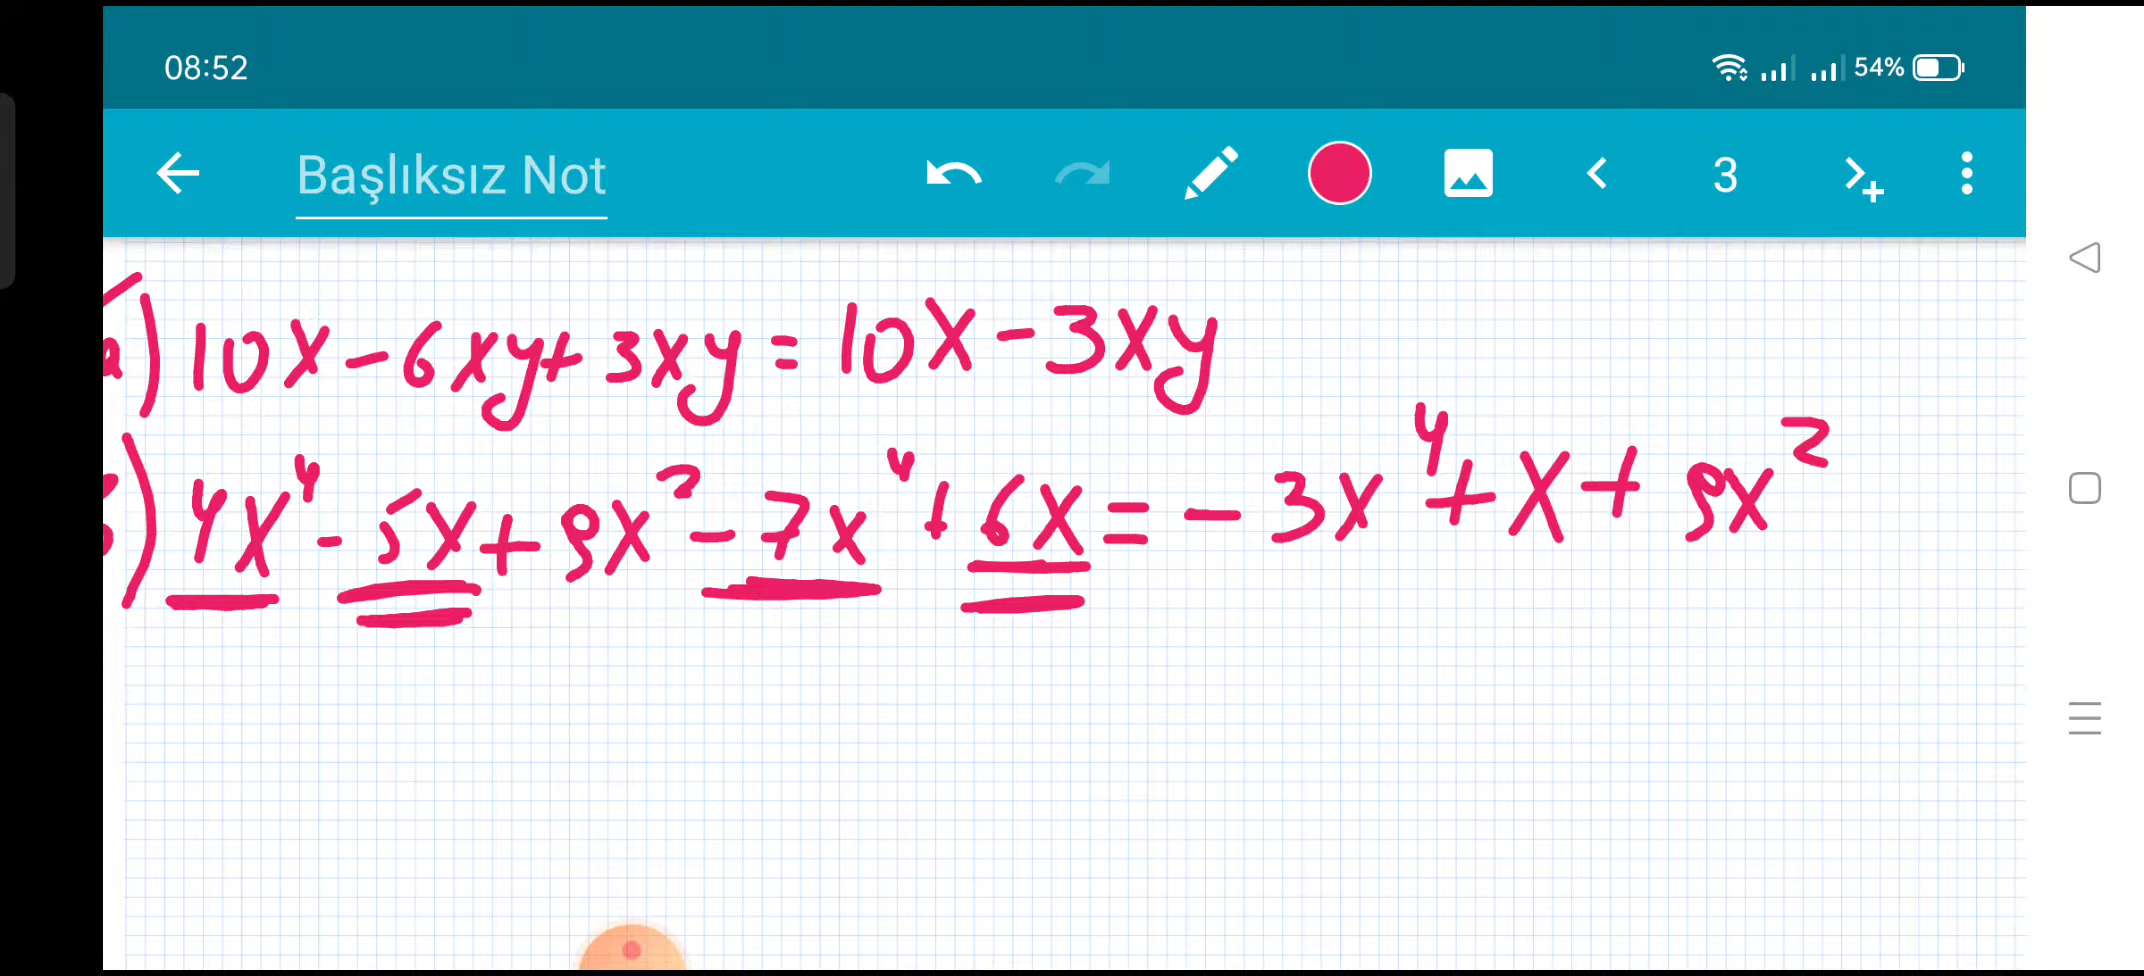 08:52 54%
Başlıksız Not 3
a) 10x - 6xy + 3xy = 10x - 3xy
) 4x⁴ - 5x + 9x² - 7x⁴ + 6x = - 3x⁴ + x + 9x²